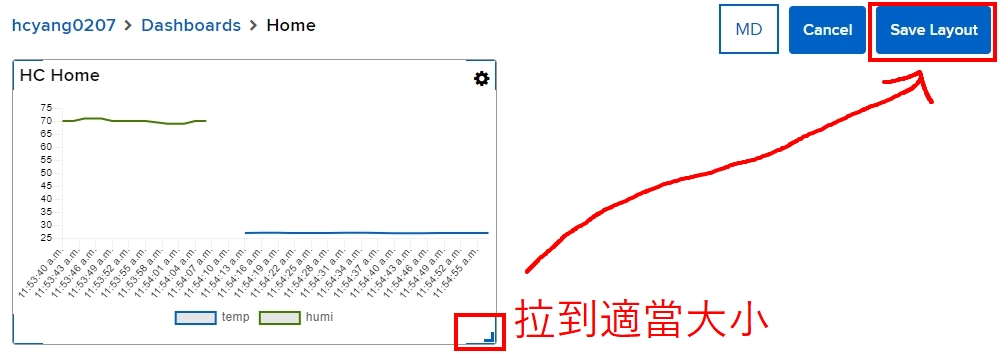 hcyang0207 > Dashboards > Home
MD
Cancel
Save Layout
HC Home
75
70
65
60
55
50
45
40
35
30
25
11:53:40 a.m.
11:53:43 a.m.
11:53:46 a.m.
11:53:49 a.m.
11:53:52 a.m.
11:53:55 a.m.
11:53:58 a.m.
11:54:01 a.m.
11:54:04 a.m.
11:54:07 a.m.
11:54:10 a.m.
11:54:13 a.m.
11:54:16 a.m.
11:54:19 a.m.
11:54:22 a.m.
11:54:25 a.m.
11:54:28 a.m.
11:54:31 a.m.
11:54:34 a.m.
11:54:37 a.m.
11:54:40 a.m.
11:54:43 a.m.
11:54:46 a.m.
11:54:49 a.m.
11:54:52 a.m.
11:54:55 a.m.
temp
humi
拉到適當大小